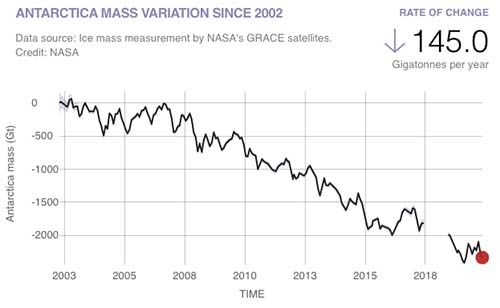 ANTARCTICA MASS VARIATION SINCE 2002
RATE OF CHANGE
Data source: Ice mass measurement by NASA's GRACE satellites.
Credit: NASA
145.0
Gigatonnes per year
Antarctica mass (Gt)
0
-500
-1000
-1500
-2000
2003
2005
2008
2010
2013
2015
2018
TIME